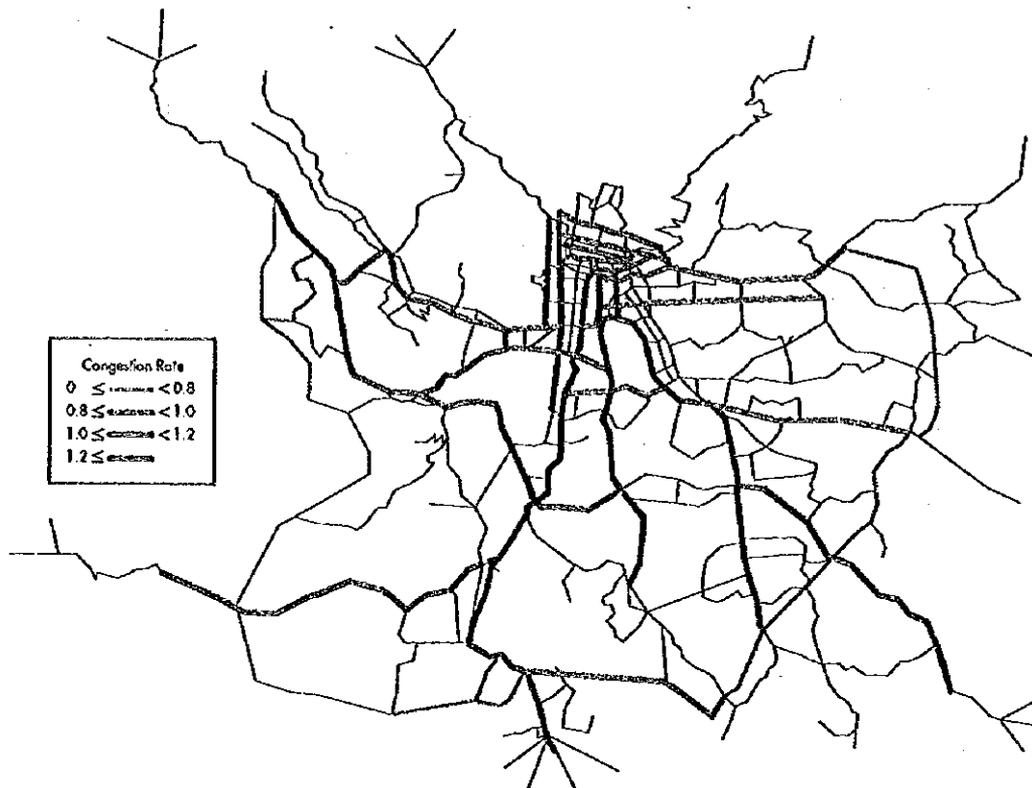 Congestion Rate
0 ≤ < 0.8
0.8 ≤ < 1.0
1.0 ≤ < 1.2
1.2 ≤